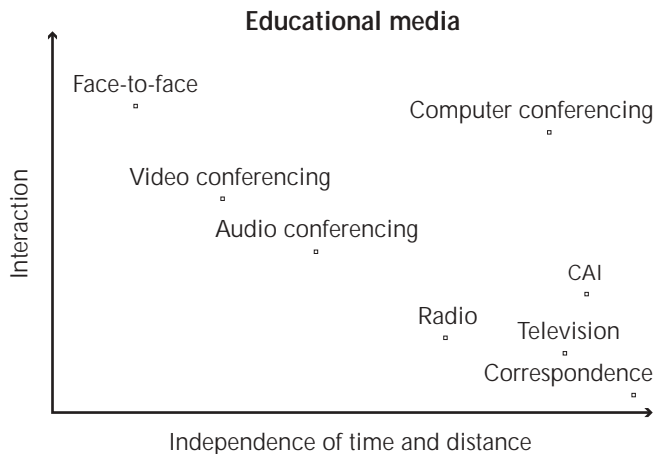 Educational media
Face-to-face
Computer conferencing
Video conferencing
Audio conferencing
CAI
Radio
Television
Correspondence
Interaction
Independence of time and distance